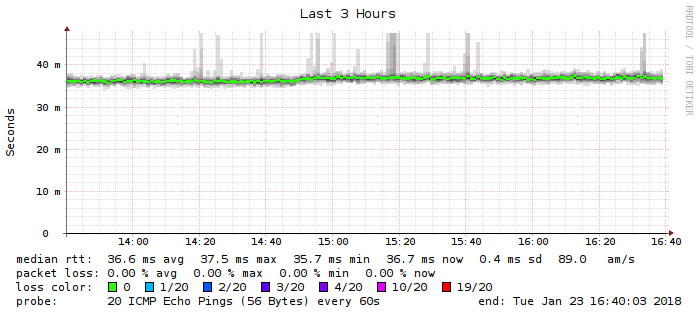 Last 3 Hours
RRDTOOL / TOBI OETIKER
Seconds
40 m
30 m
20 m
10 m
0
14:00 14:20 14:40 15:00 15:20 15:40 16:00 16:20 16:40
median rtt: 36.6 ms avg 37.5 ms max 35.7 ms min 36.7 ms now 0.4 ms sd 89.0 am/s
packet loss: 0.00 % avg 0.00 % max 0.00 % min 0.00 % now
loss color: 0 1/20 2/20 3/20 4/20 10/20 19/20
probe: 20 ICMP Echo Pings (56 Bytes) every 60s end: Tue Jan 23 16:40:03 2018